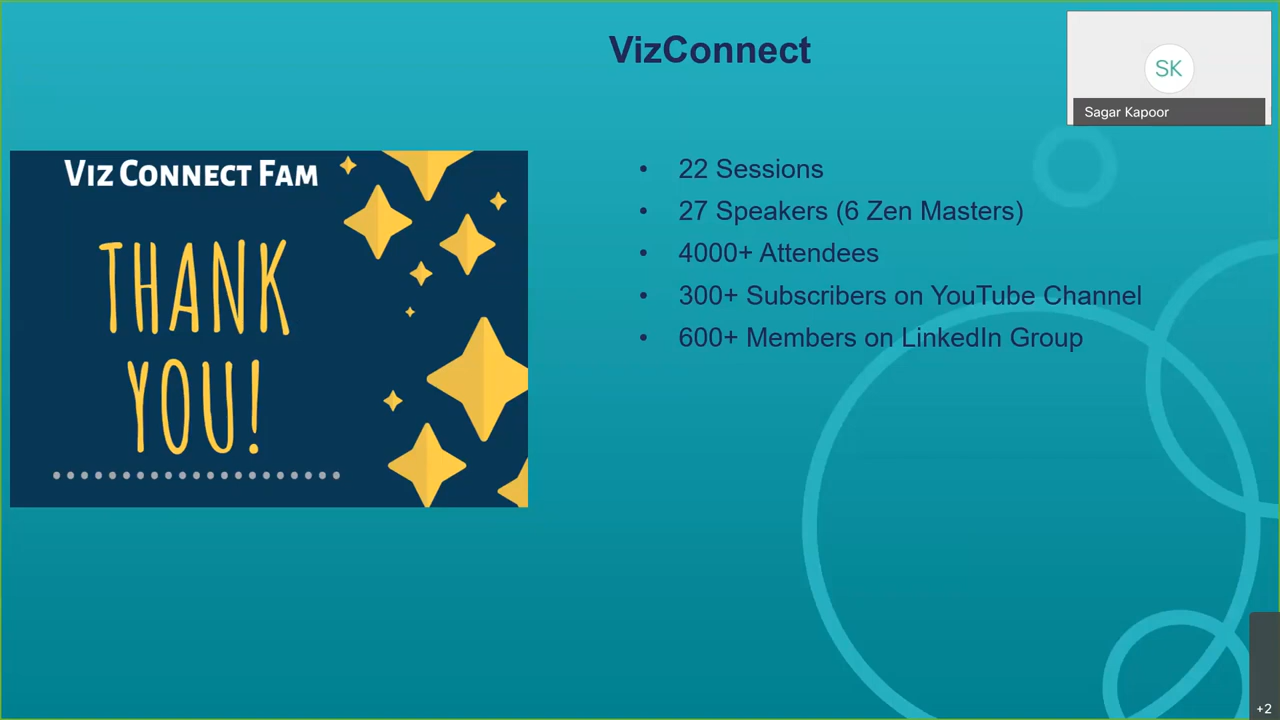 VizConnect
SK
Sagar Kapoor
VIZ CONNECT FAM
THANK
YOU!
• 22 Sessions
• 27 Speakers (6 Zen Masters)
• 4000+ Attendees
• 300+ Subscribers on YouTube Channel
• 600+ Members on LinkedIn Group
+2